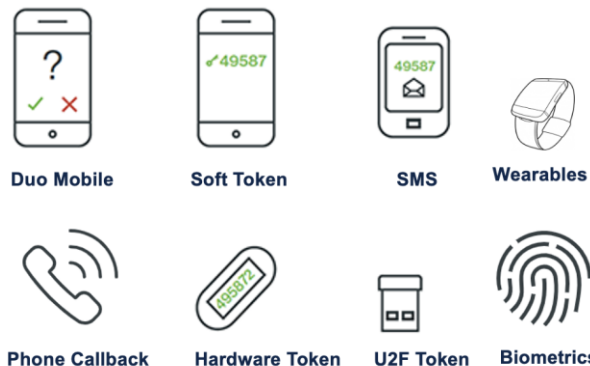 ?
49587
49587
Duo Mobile
Soft Token
SMS
Wearables
495872
Phone Callback
Hardware Token
U2F Token
Biometrics